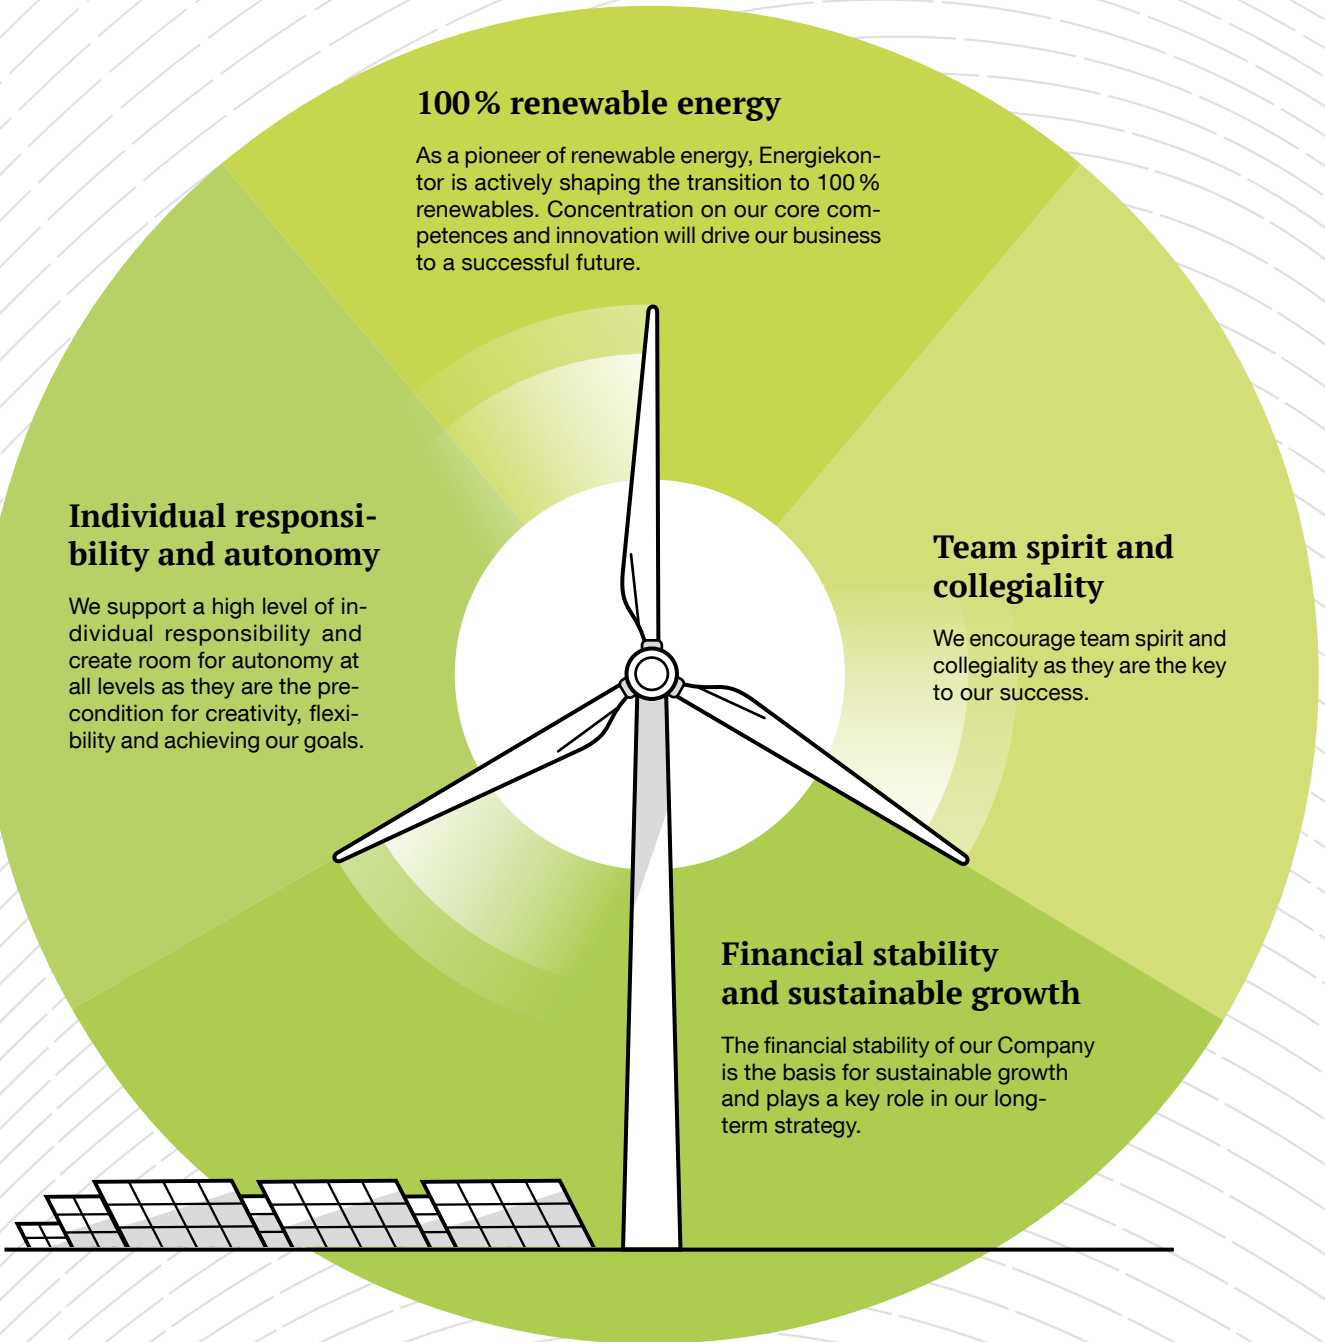 100 % renewable energy
As a pioneer of renewable energy, Energiekon-
tor is actively shaping the transition to 100 %
renewables. Concentration on our core com-
petences and innovation will drive our business
to a successful future.
Individual responsi-
bility and autonomy
We support a high level of in-
dividual responsibility and
create room for autonomy at
all levels as they are the pre-
condition for creativity, flexi-
bility and achieving our goals.
Team spirit and
collegiality
We encourage team spirit and
collegiality as they are the key
to our success.
Financial stability
and sustainable growth
The financial stability of our Company
is the basis for sustainable growth
and plays a key role in our long-
term strategy.